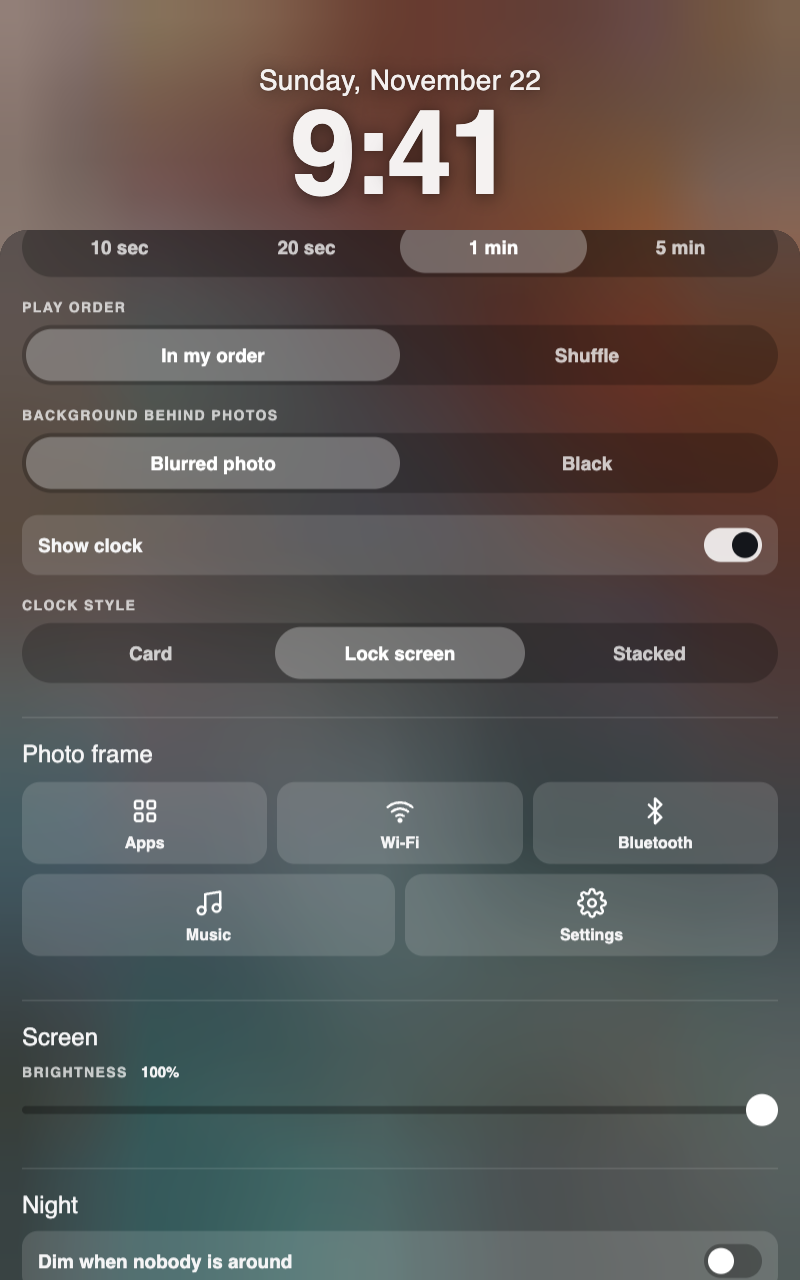 Sunday, November 22
9:41
10 sec 20 sec 1 min 5 min
PLAY ORDER
In my order Shuffle
BACKGROUND BEHIND PHOTOS
Blurred photo Black
Show clock
CLOCK STYLE
Card Lock screen Stacked
Photo frame
Apps Wi-Fi Bluetooth
Music Settings
Screen
BRIGHTNESS 100%
Night
Dim when nobody is around